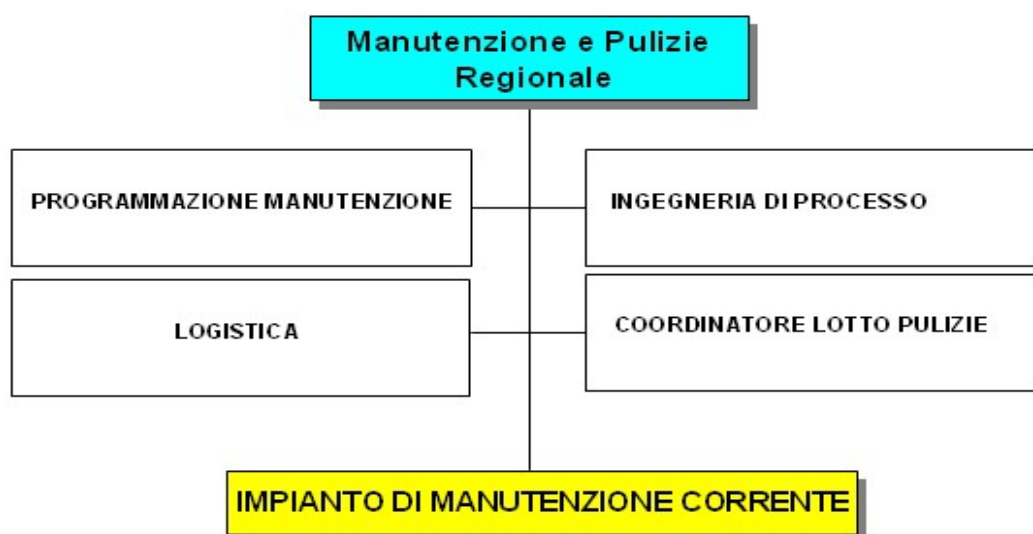 Manutenzione e Pulizie
Regionale
PROGRAMMAZIONE MANUTENZIONE
INGEGNERIA DI PROCESSO
LOGISTICA
COORDINATORE LOTTO PULIZIE
IMPIANTO DI MANUTENZIONE CORRENTE